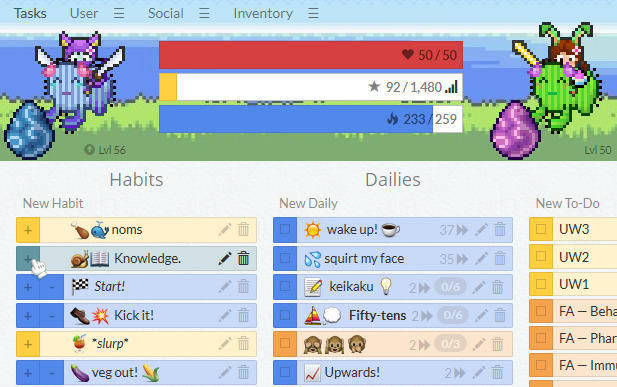 Tasks User Social Inventory
50 / 50
92 / 1,480
233 / 259
Lvl 56
Lvl 50
Habits
New Habit
+ noms
+ Knowledge.
+ - Start!
+ - Kick it!
+ *slurp*
+ - veg out!
Dailies
New Daily
wake up! 37
squirt my face 35
keikaku 2 0/6
Fifty-tens 2 0/6
2 0/3
Upwards! 2
New To-Do
UW3
UW2
UW1
FA — Beha
FA — Phar
FA — Immu